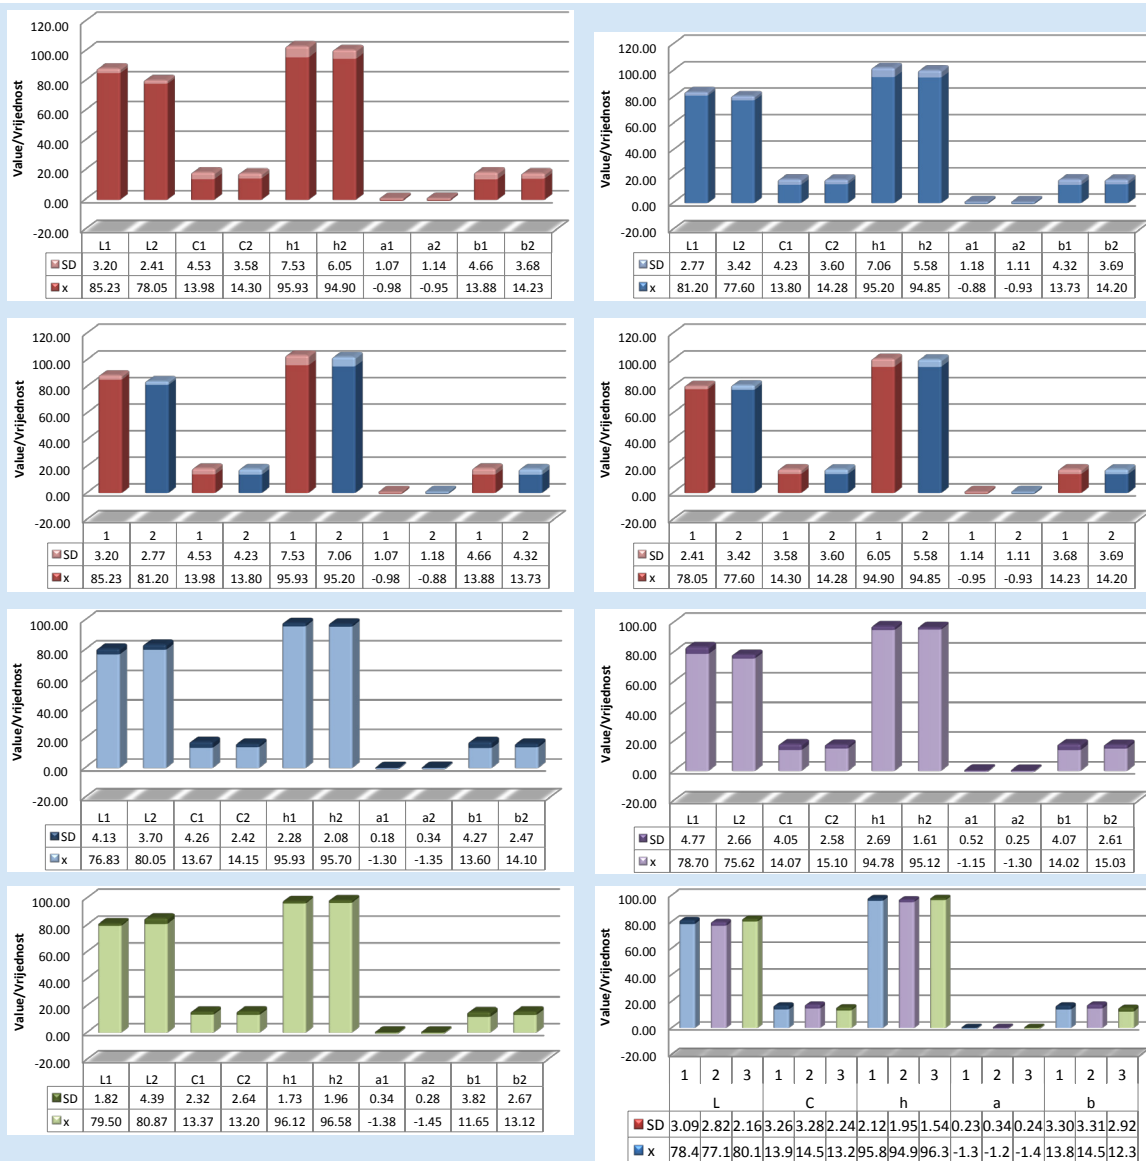 120.00
100.00
80.00
60.00
40.00
20.00
0.00
-20.00
Value/Vrijednost
L1 L2 C1 C2 h1 h2 a1 a2 b1 b2
SD 3.20 2.41 4.53 3.58 7.53 6.05 1.07 1.14 4.66 3.68
x 85.23 78.05 13.98 14.30 95.93 94.90 -0.98 -0.95 13.88 14.23
120.00
100.00
80.00
60.00
40.00
20.00
0.00
-20.00
Value/Vrijednost
L1 L2 C1 C2 h1 h2 a1 a2 b1 b2
SD 2.77 3.42 4.23 3.60 7.06 5.58 1.18 1.11 4.32 3.69
x 81.20 77.60 13.80 14.28 95.20 94.85 -0.88 -0.93 13.73 14.20
120.00
100.00
80.00
60.00
40.00
20.00
0.00
-20.00
Value/Vrijednost
1 2 1 2 1 2 1 2 1 2
SD 3.20 2.77 4.53 4.23 7.53 7.06 1.07 1.18 4.66 4.32
x 85.23 81.20 13.98 13.80 95.93 95.20 -0.98 -0.88 13.88 13.73
120.00
100.00
80.00
60.00
40.00
20.00
0.00
-20.00
Value/Vrijednost
1 2 1 2 1 2 1 2 1 2
SD 2.41 3.42 3.58 3.60 6.05 5.58 1.14 1.11 3.68 3.69
x 78.05 77.60 14.30 14.28 94.90 94.85 -0.95 -0.93 14.23 14.20
100.00
80.00
60.00
40.00
20.00
0.00
-20.00
Value/Vrijednost
L1 L2 C1 C2 h1 h2 a1 a2 b1 b2
SD 4.13 3.70 4.26 2.42 2.28 2.08 0.18 0.34 4.27 2.47
x 76.83 80.05 13.67 14.15 95.93 95.70 -1.30 -1.35 13.60 14.10
100.00
80.00
60.00
40.00
20.00
0.00
-20.00
Value/Vrijednost
L1 L2 C1 C2 h1 h2 a1 a2 b1 b2
SD 4.77 2.66 4.05 2.58 2.69 1.61 0.52 0.25 4.07 2.61
x 78.70 75.62 14.07 15.10 94.78 95.12 -1.15 -1.30 14.02 15.03
100.00
80.00
60.00
40.00
20.00
0.00
-20.00
Value/Vrijednost
L1 L2 C1 C2 h1 h2 a1 a2 b1 b2
SD 1.82 4.39 2.32 2.64 1.73 1.96 0.34 0.28 3.82 2.67
x 79.50 80.87 13.37 13.20 96.12 96.58 -1.38 -1.45 11.65 13.12
100.00
80.00
60.00
40.00
20.00
0.00
-20.00
Value/Vrijednost
1 2 3 1 2 3 1 2 3 1 2 3 1 2 3
L C h a b
SD 3.09 2.82 2.16 3.26 3.28 2.24 2.12 1.95 1.54 0.23 0.34 0.24 3.30 3.31 2.92
x 78.4 77.1 80.1 13.9 14.5 13.2 95.8 94.9 96.3 -1.3 -1.2 -1.4 13.8 14.5 12.3